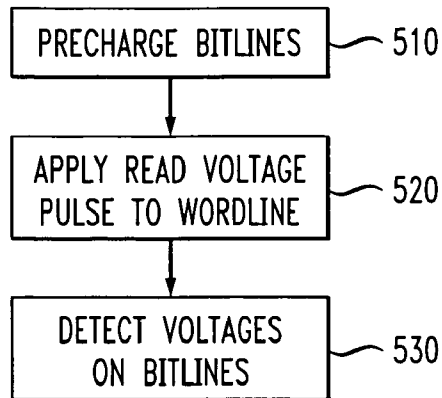 PRECHARGE BITLINES
510
APPLY READ VOLTAGE
PULSE TO WORDLINE
520
DETECT VOLTAGES
ON BITLINES
530